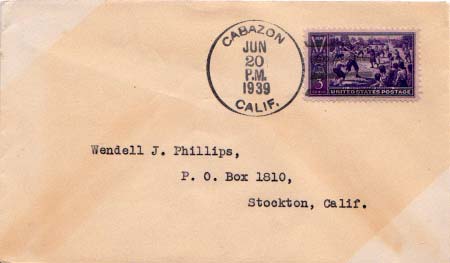 CABAZON
JUN
20
P.M.
1939
CALIF.
3
UNITED STATES POSTAGE
Wendell J. Phillips,
P. O. Box 1810,
Stockton, Calif.